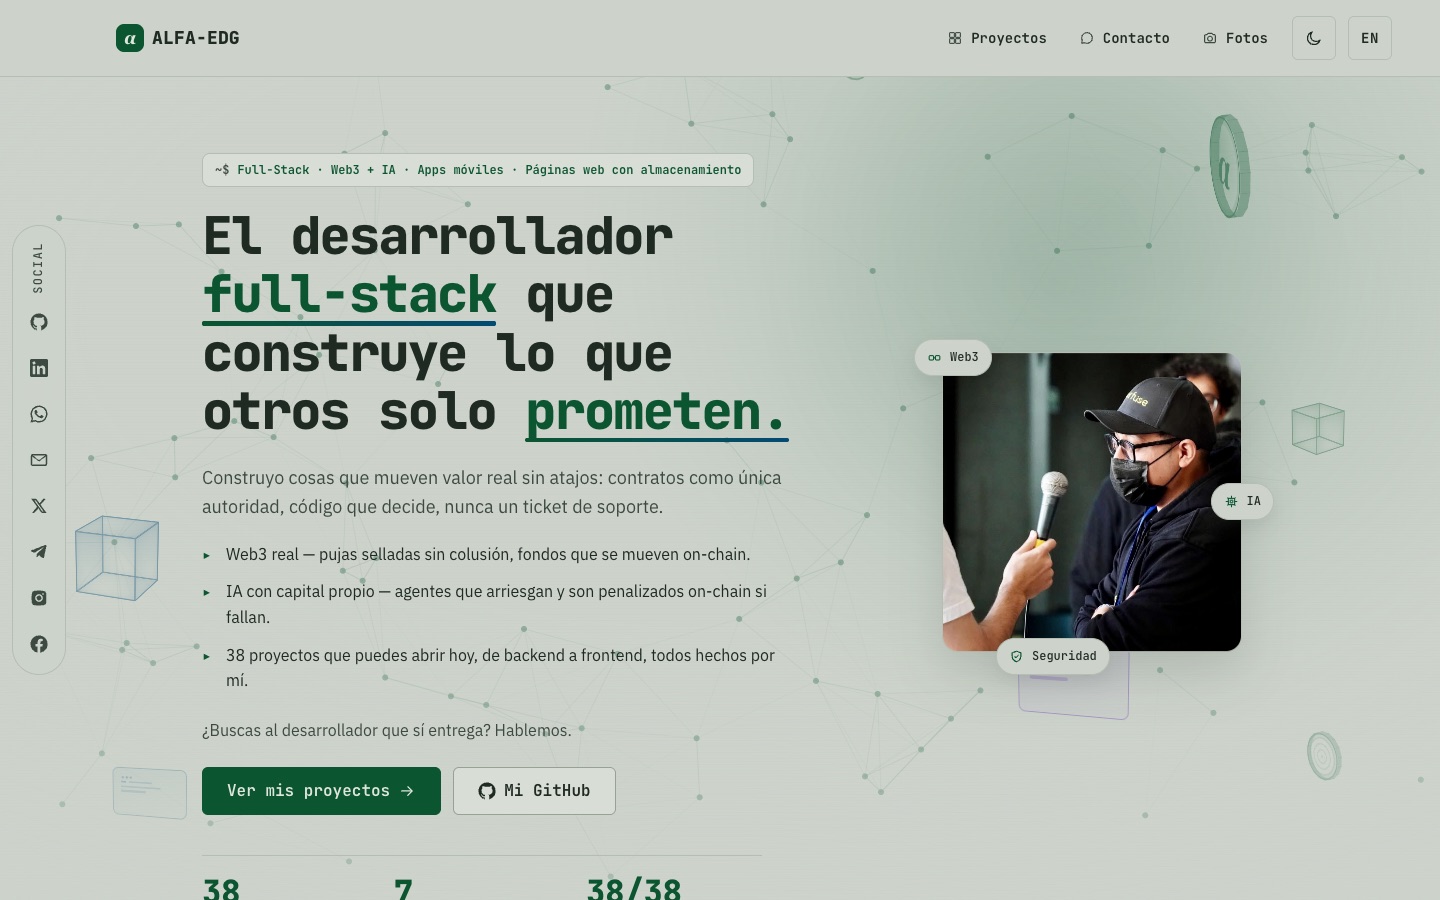 α ALFA-EDG
Proyectos
Contacto
Fotos
EN
~$ Full-Stack · Web3 + IA · Apps móviles · Páginas web con almacenamiento
SOCIAL
El desarrollador
full-stack que
construye lo que
otros solo prometen.
Construyo cosas que mueven valor real sin atajos: contratos como única
autoridad, código que decide, nunca un ticket de soporte.
▸ Web3 real — pujas selladas sin colusión, fondos que se mueven on-chain.
▸ IA con capital propio — agentes que arriesgan y son penalizados on-chain si
fallan.
▸ 38 proyectos que puedes abrir hoy, de backend a frontend, todos hechos por
mí.
¿Buscas al desarrollador que sí entrega? Hablemos.
Ver mis proyectos →
Mi GitHub
38
7
38/38
Web3
IA
Seguridad